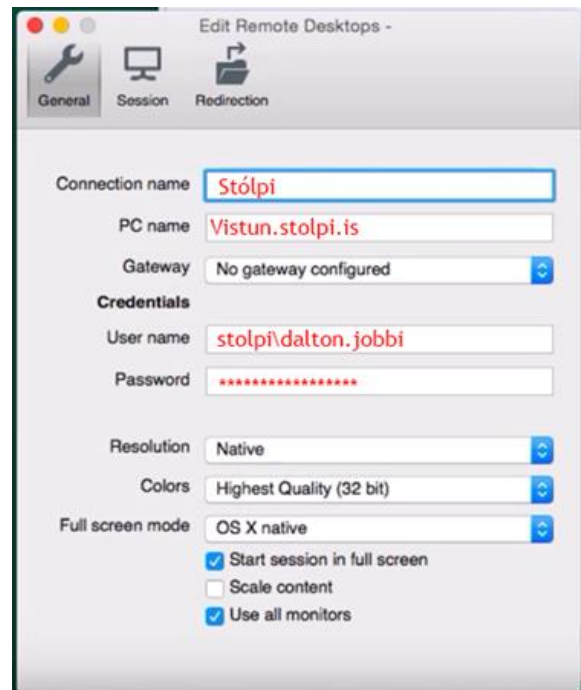 Edit Remote Desktops -
General Session Redirection
Connection name Stólpi
PC name Vistun.stolpi.is
Gateway No gateway configured
Credentials
User name stolpi\dalton.jobbi
Password *****************
Resolution Native
Colors Highest Quality (32 bit)
Full screen mode OS X native
Start session in full screen
Scale content
Use all monitors